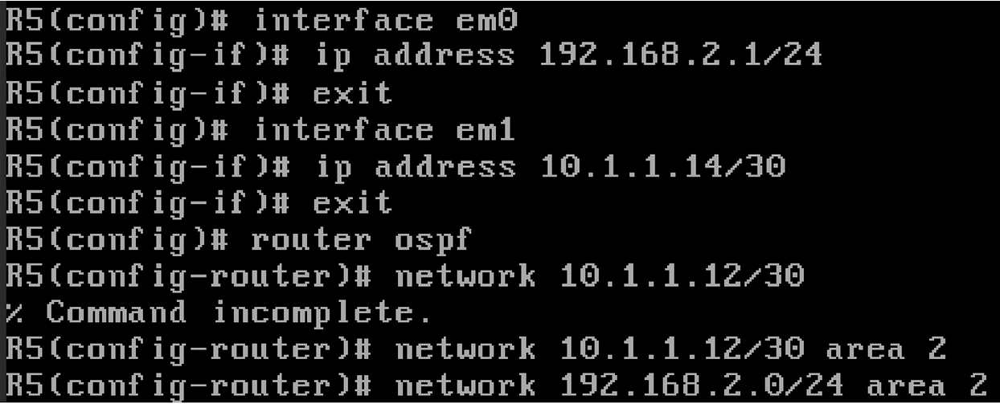 R5(config)# interface em0
R5(config-if)# ip address 192.168.2.1/24
R5(config-if)# exit
R5(config)# interface em1
R5(config-if)# ip address 10.1.1.14/30
R5(config-if)# exit
R5(config)# router ospf
R5(config-router)# network 10.1.1.12/30
% Command incomplete.
R5(config-router)# network 10.1.1.12/30 area 2
R5(config-router)# network 192.168.2.0/24 area 2